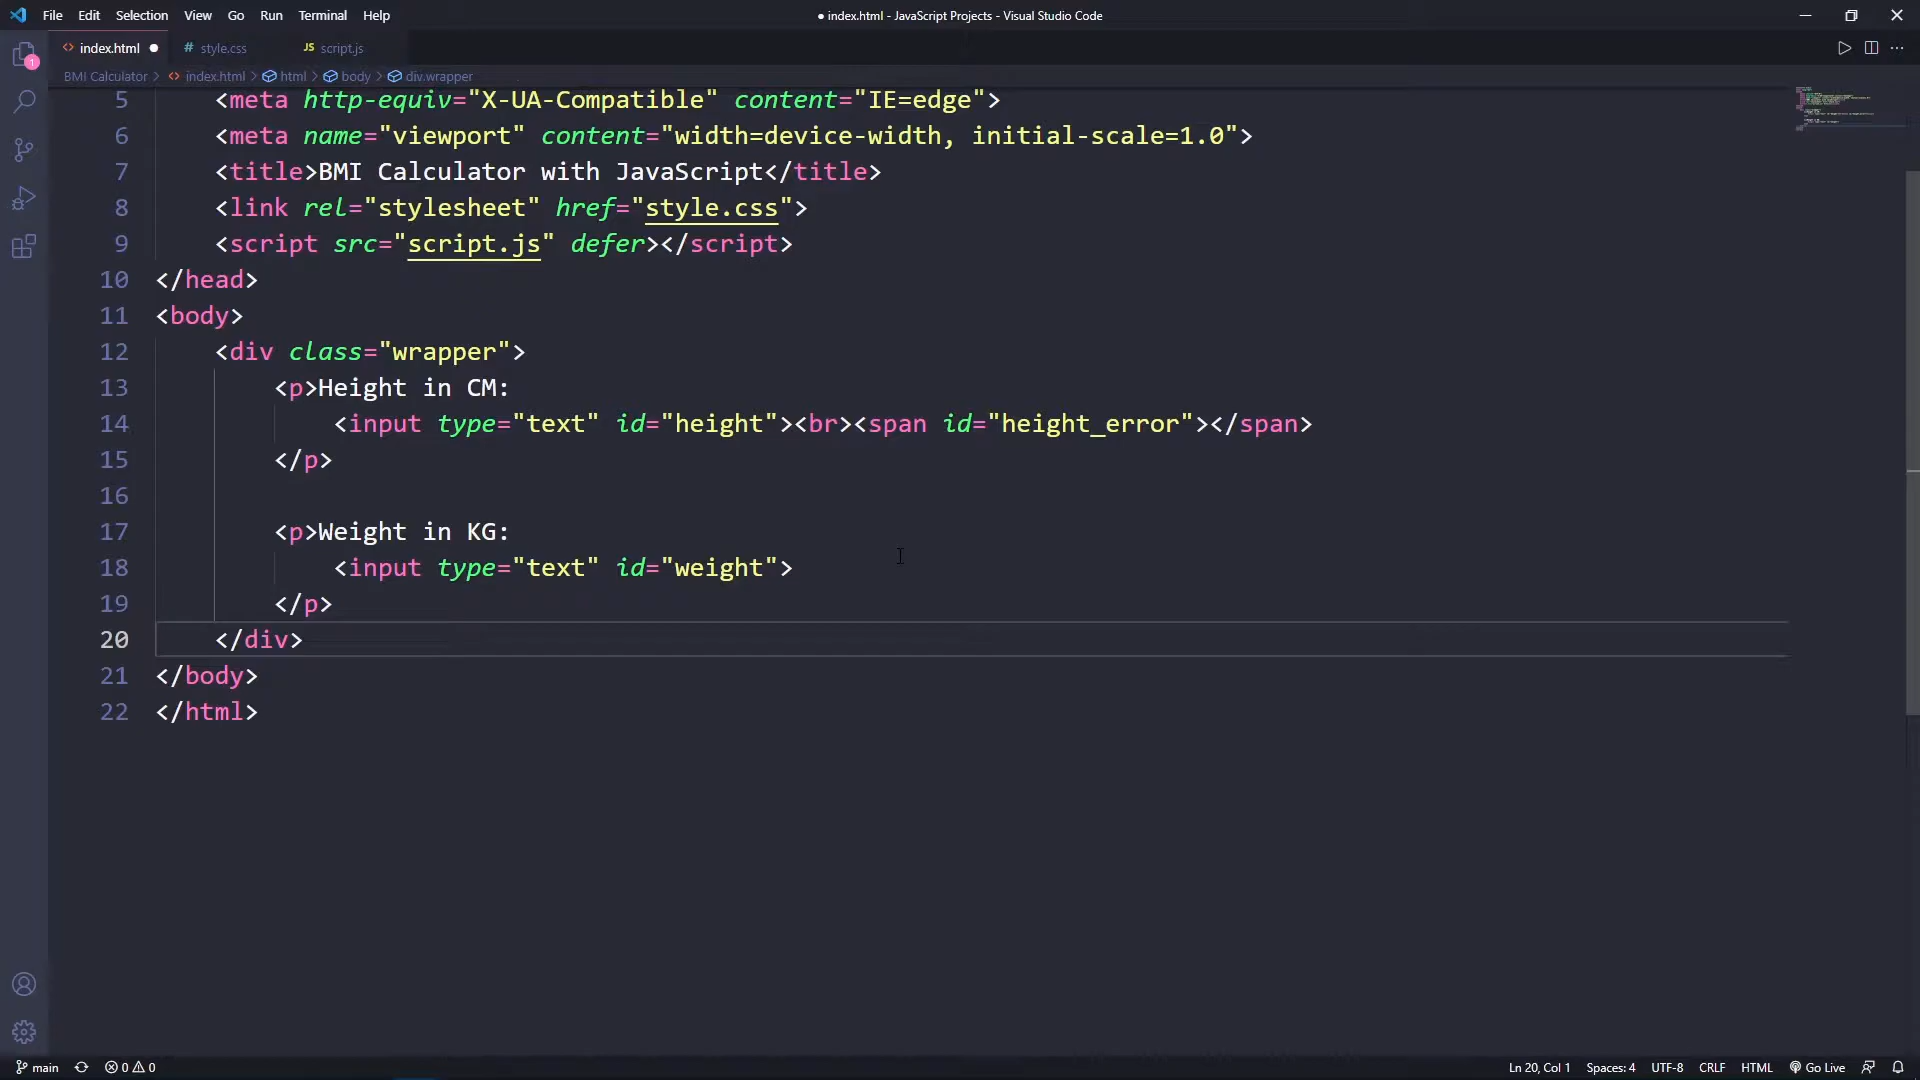 File Edit Selection View Go Run Terminal Help
● index.html - JavaScript Projects - Visual Studio Code
index.html ● # style.css JS script.js
BMI Calculator > index.html > html > body > div.wrapper
1
5 <meta http-equiv="X-UA-Compatible" content="IE=edge">
6 <meta name="viewport" content="width=device-width, initial-scale=1.0">
7 <title>BMI Calculator with JavaScript</title>
8 <link rel="stylesheet" href="style.css">
9 <script src="script.js" defer></script>
10 </head>
11 <body>
12 <div class="wrapper">
13 <p>Height in CM:
14 <input type="text" id="height"><br><span id="height_error"></span>
15 </p>
16
17 <p>Weight in KG:
18 <input type="text" id="weight">
19 </p>
20 </div>
21 </body>
22 </html>
main 0 0 Ln 20, Col 1 Spaces: 4 UTF-8 CRLF HTML Go Live